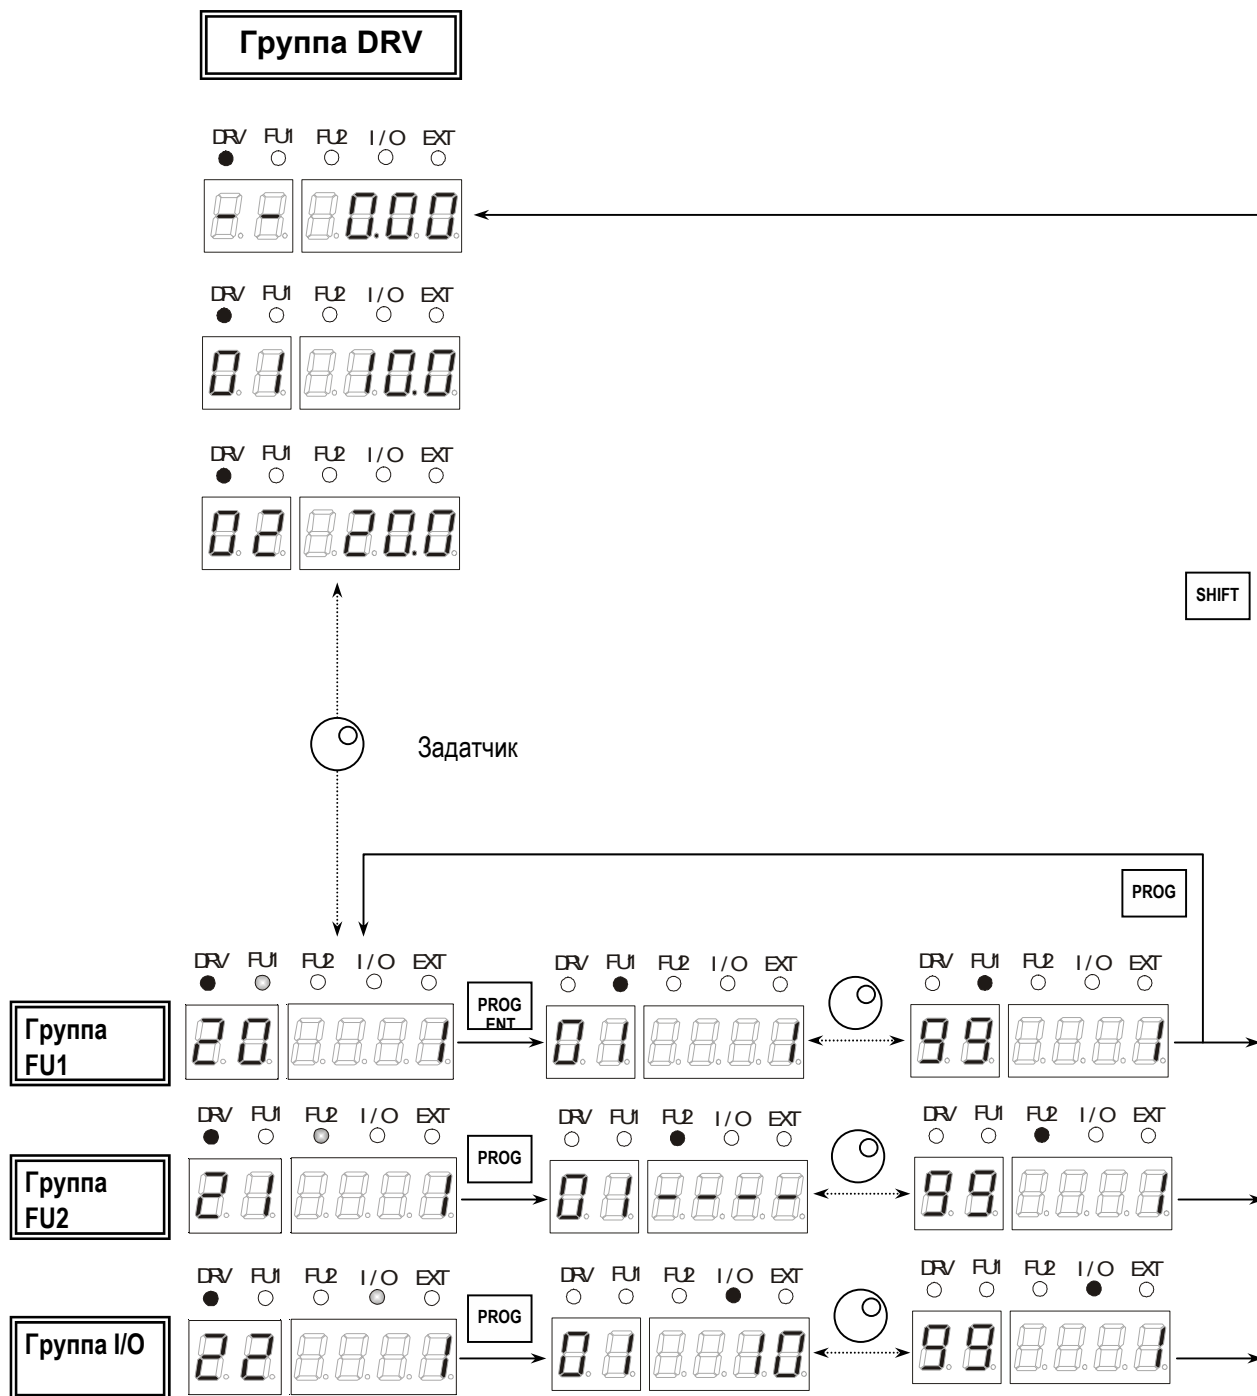 Группа DRV
DRV FU1 FU2 I/O EXT
-- 0.00
DRV FU1 FU2 I/O EXT
01 10.0
DRV FU1 FU2 I/O EXT
02 20.0
SHIFT
Задатчик
PROG
DRV FU1 FU2 I/O EXT
DRV FU1 FU2 I/O EXT
DRV FU1 FU2 I/O EXT
Группа
FU1
20 1
PROG
ENT
01 1
99 1
DRV FU1 FU2 I/O EXT
DRV FU1 FU2 I/O EXT
DRV FU1 FU2 I/O EXT
Группа
FU2
21 1
PROG
01 ----
99 1
DRV FU1 FU2 I/O EXT
DRV FU1 FU2 I/O EXT
DRV FU1 FU2 I/O EXT
Группа I/O
22 1
PROG
01 10
99 1